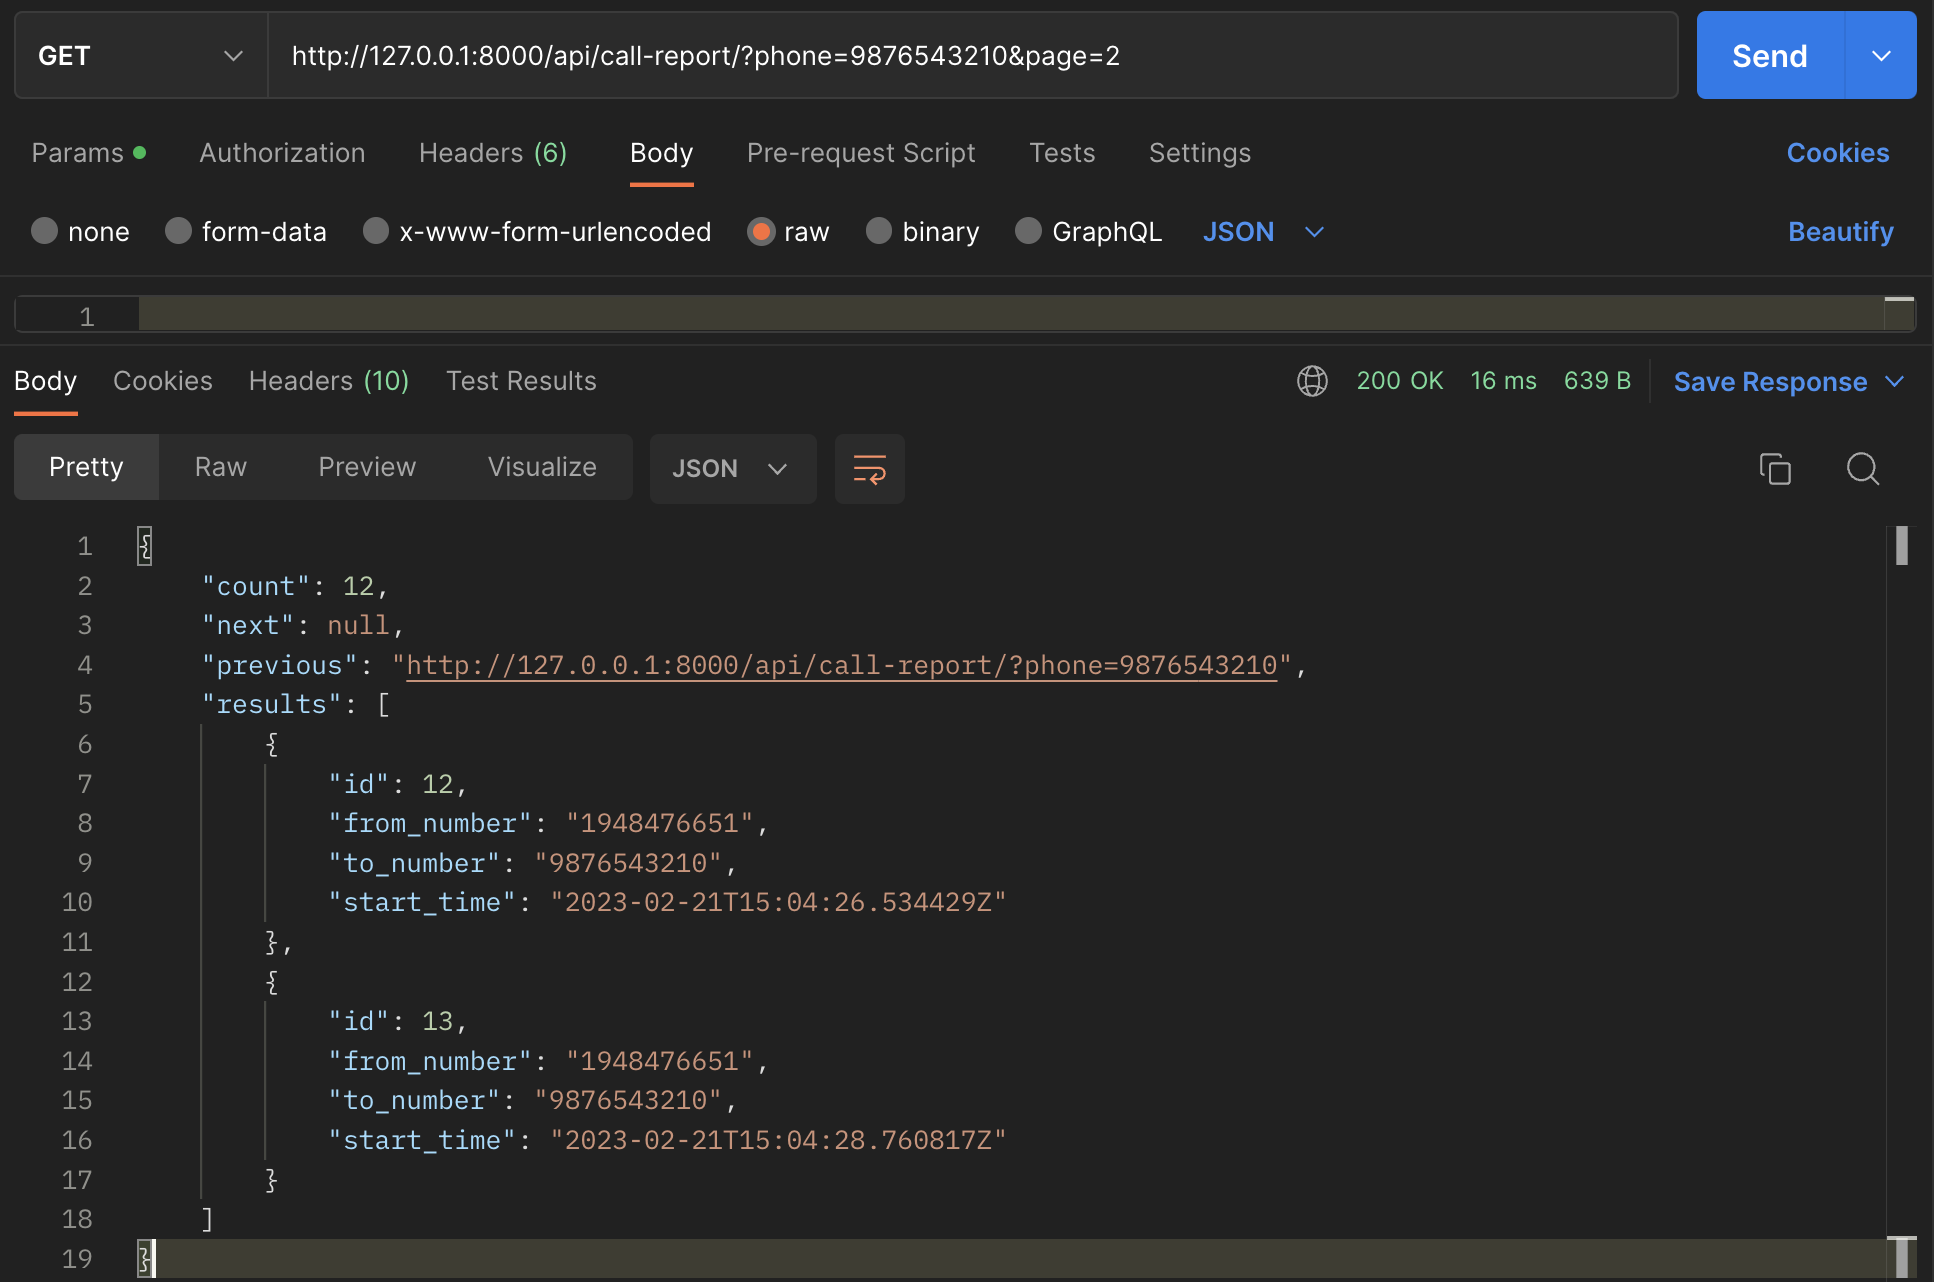 GET http://127.0.0.1:8000/api/call-report/?phone=9876543210&page=2 Send
Params Authorization Headers (6) Body Pre-request Script Tests Settings Cookies
none form-data x-www-form-urlencoded raw binary GraphQL JSON Beautify
1
Body Cookies Headers (10) Test Results 200 OK 16 ms 639 B Save Response
Pretty Raw Preview Visualize JSON
1 {
2 "count": 12,
3 "next": null,
4 "previous": "http://127.0.0.1:8000/api/call-report/?phone=9876543210",
5 "results": [
6 {
7 "id": 12,
8 "from_number": "1948476651",
9 "to_number": "9876543210",
10 "start_time": "2023-02-21T15:04:26.534429Z"
11 },
12 {
13 "id": 13,
14 "from_number": "1948476651",
15 "to_number": "9876543210",
16 "start_time": "2023-02-21T15:04:28.760817Z"
17 }
18 ]
19 }